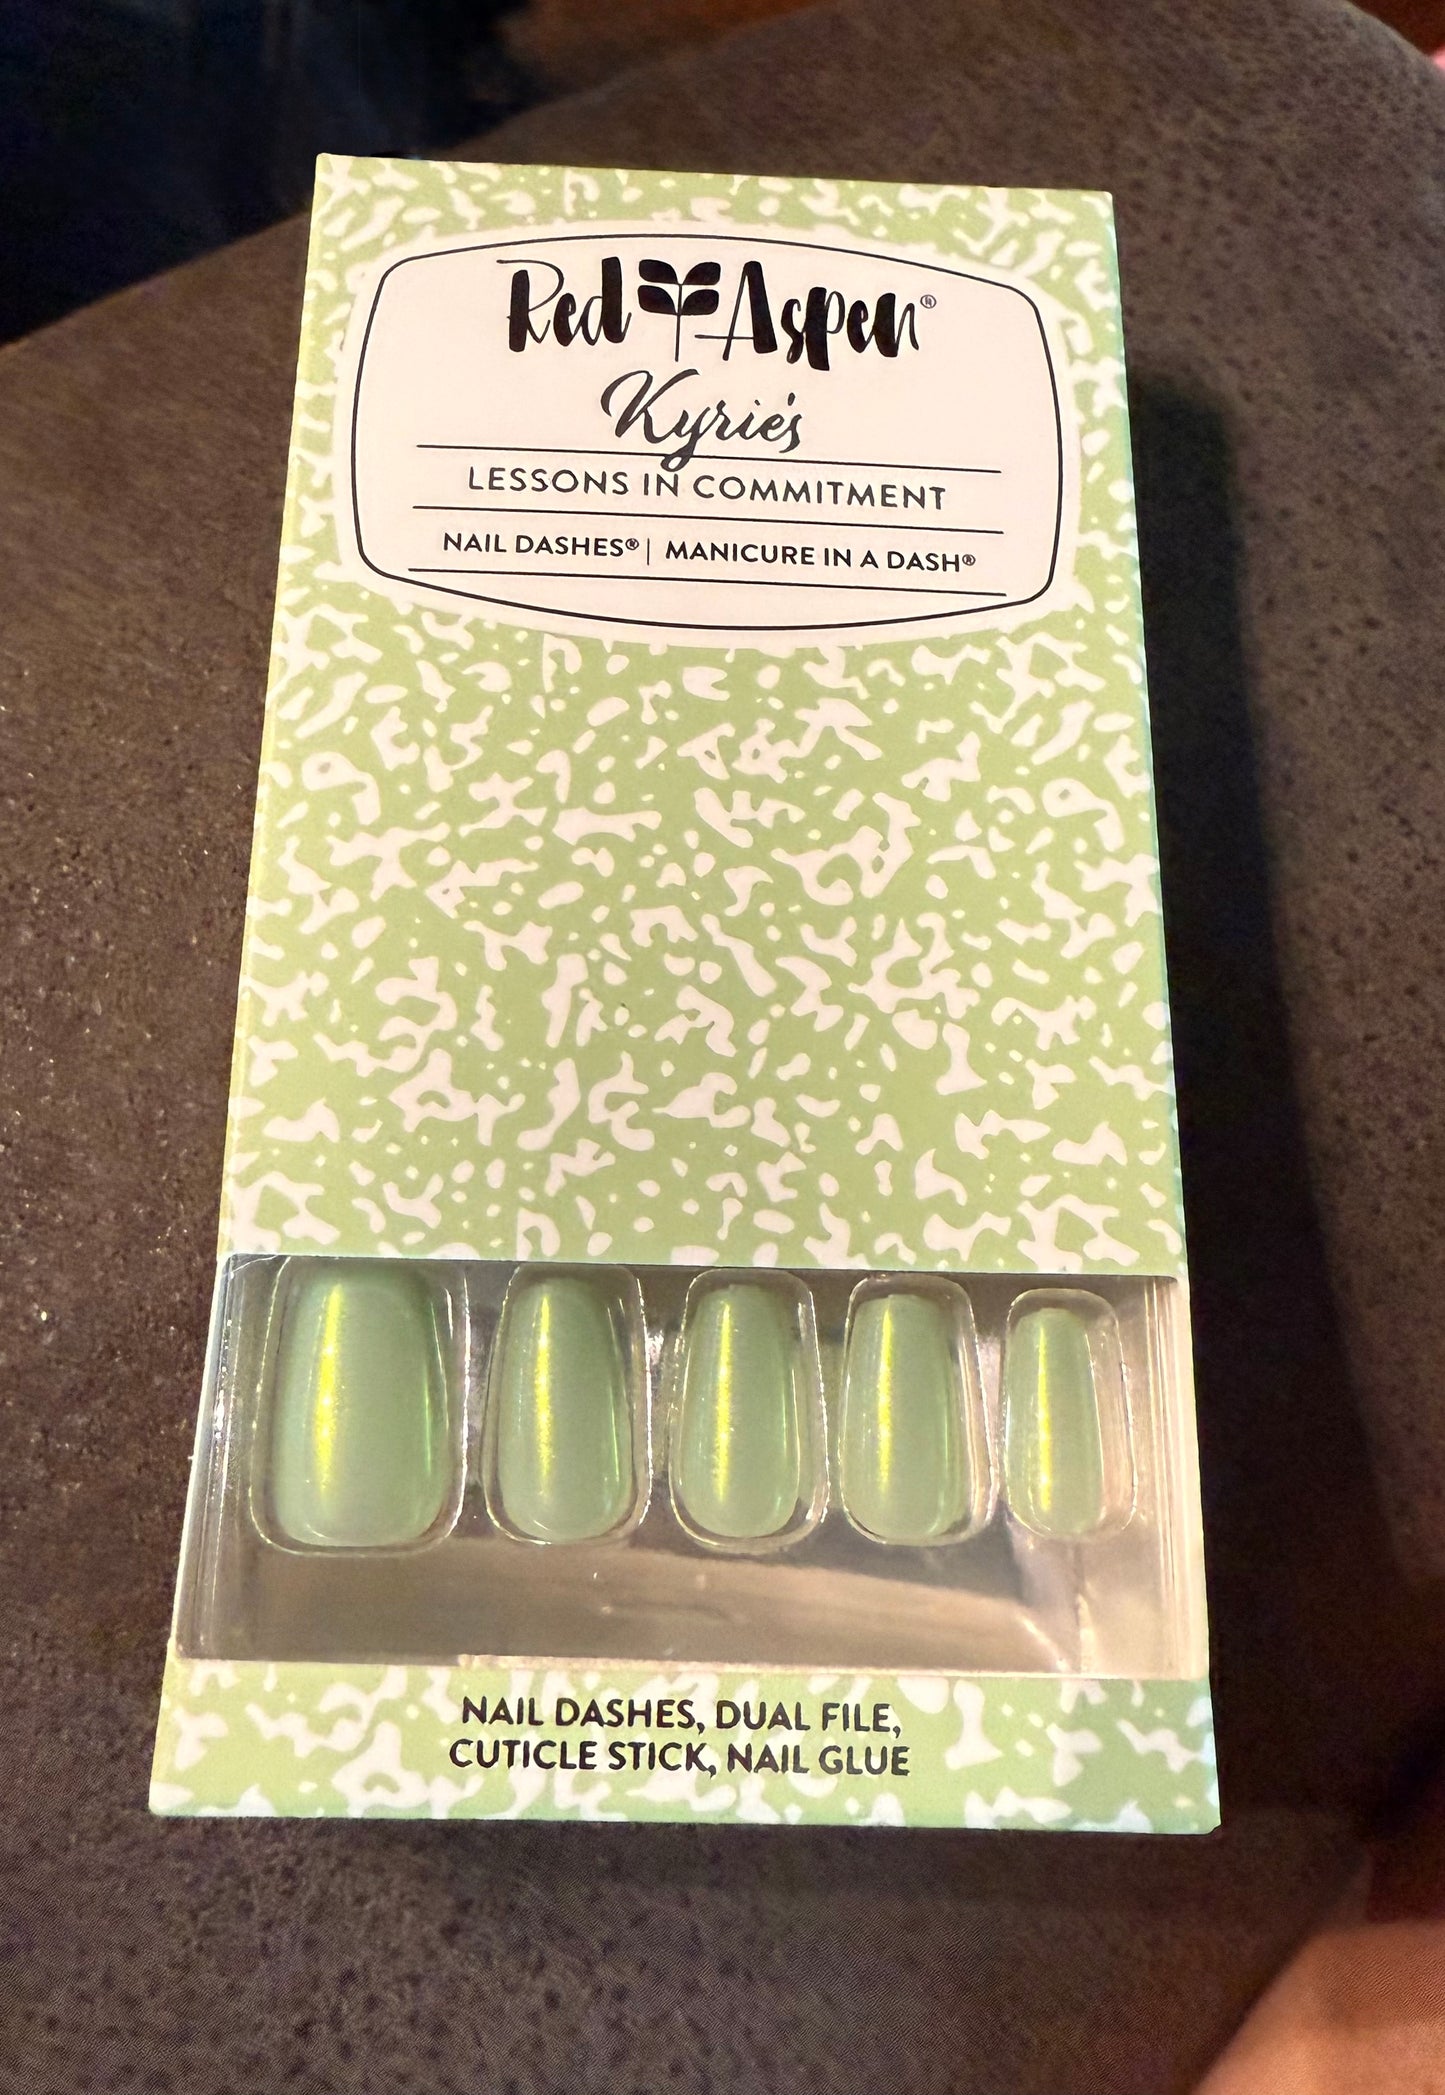 Red Aspen®
Kyrie's
LESSONS IN COMMITMENT
NAIL DASHES® | MANICURE IN A DASH®
NAIL DASHES, DUAL FILE,
CUTICLE STICK, NAIL GLUE